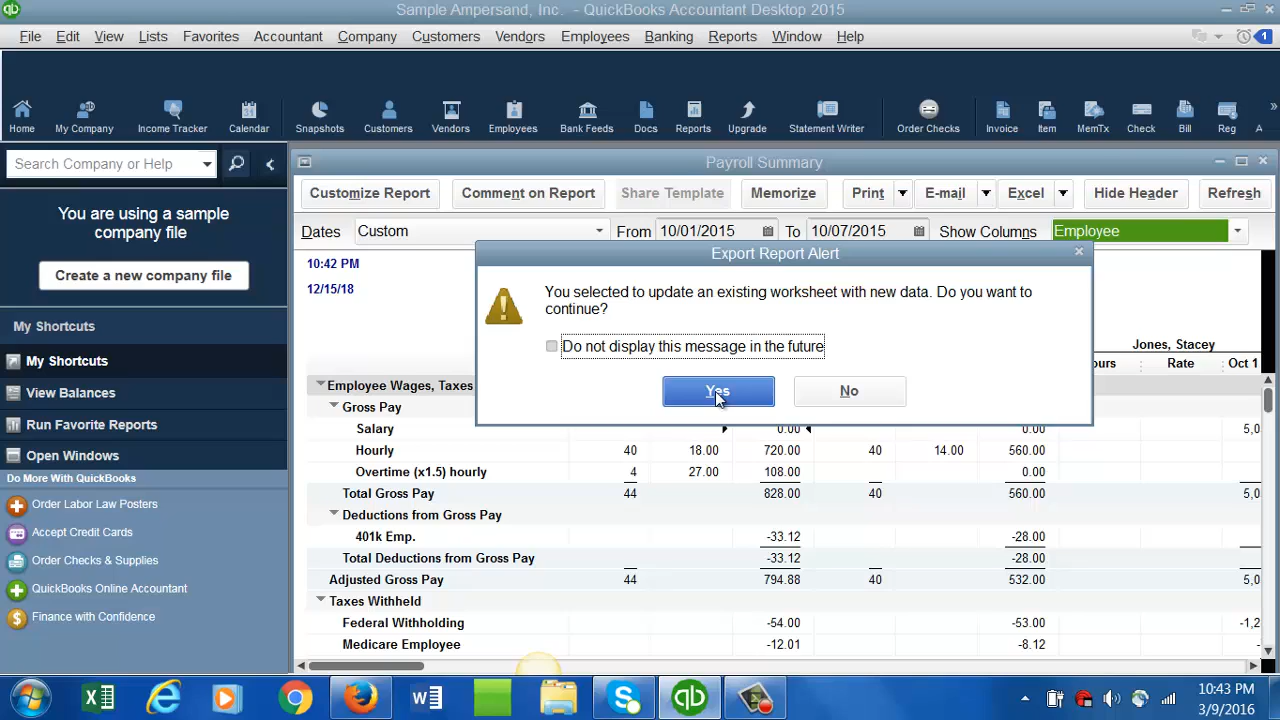 Sample Ampersand, Inc. - QuickBooks Accountant Desktop 2015
File Edit View Lists Favorites Accountant Company Customers Vendors Employees Banking Reports Window Help 1
Home My Company Income Tracker Calendar Snapshots Customers Vendors Employees Bank Feeds Docs Reports Upgrade Statement Writer Order Checks Invoice Item MemTx Check Bill Reg A
Search Company or Help
You are using a sample
company file
Create a new company file
My Shortcuts
My Shortcuts
View Balances
Run Favorite Reports
Open Windows
Do More With QuickBooks
Order Labor Law Posters
Accept Credit Cards
Order Checks & Supplies
QuickBooks Online Accountant
Finance with Confidence
Payroll Summary
Customize Report Comment on Report Share Template Memorize Print E-mail Excel Hide Header Refresh
Dates Custom From 10/01/2015 To 10/07/2015 Show Columns Employee
10:42 PM
12/15/18
Export Report Alert
You selected to update an existing worksheet with new data. Do you want to
continue?
Do not display this message in the future
Yes No
Jones, Stacey
ours Rate Oct 1
Employee Wages, Taxes
Gross Pay
Salary 0.00 0.00 5,0
Hourly 40 18.00 720.00 40 14.00 560.00
Overtime (x1.5) hourly 4 27.00 108.00 0.00
Total Gross Pay 44 828.00 40 560.00 5,0
Deductions from Gross Pay
401k Emp. -33.12 -28.00
Total Deductions from Gross Pay -33.12 -28.00
Adjusted Gross Pay 44 794.88 40 532.00 5,0
Taxes Withheld
Federal Withholding -54.00 -53.00 -1,2
Medicare Employee -12.01 -8.12
10:43 PM
3/9/2016